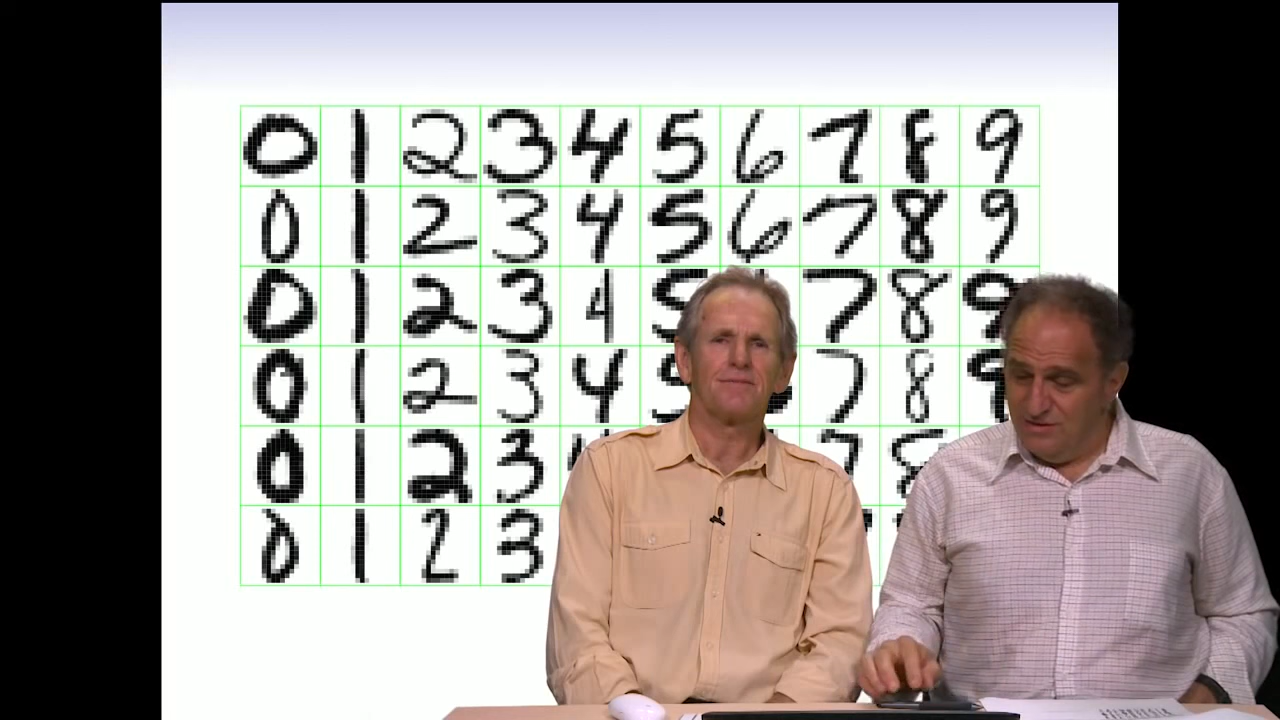 0 1 2 3 4 5 6 7 8 9
0 1 2 3 4 5 6 7 8 9
0 1 2 3 4 5 7 8 9
0 1 2 3 4 7 8 9
0 1 2 3 7 8
0 1 2 3